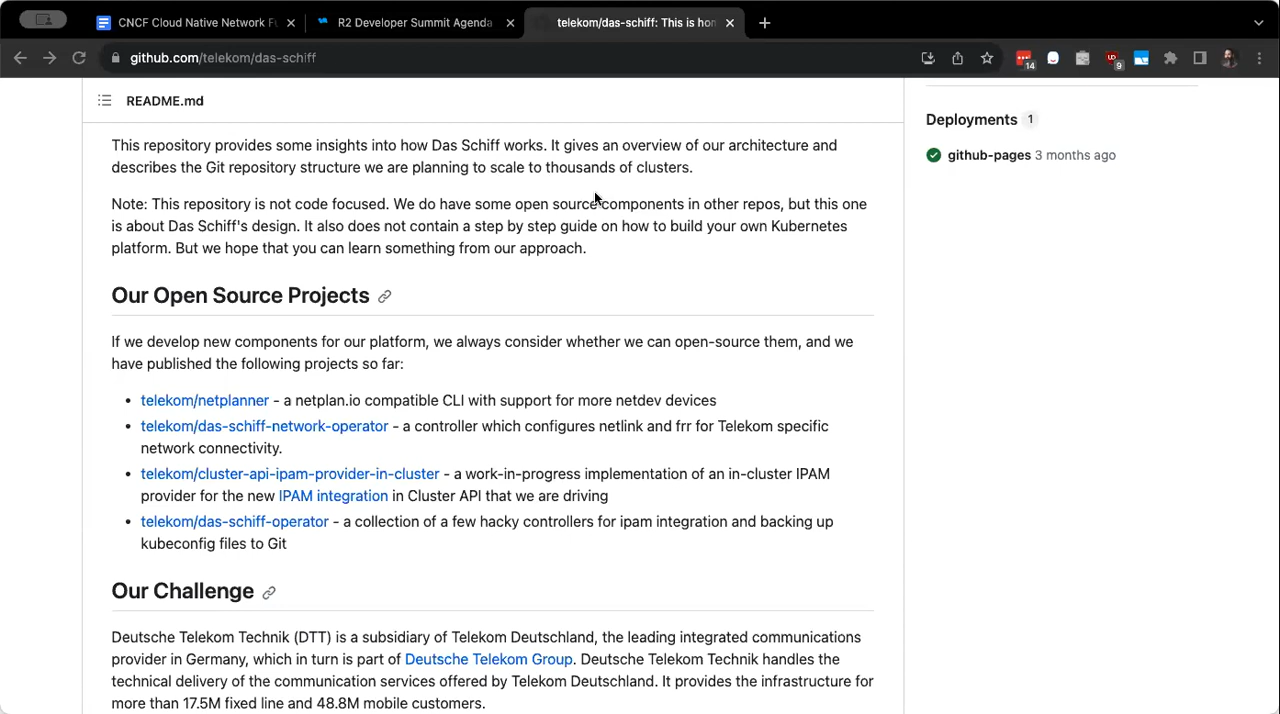 CNCF Cloud Native Network Fu
R2 Developer Summit Agenda
telekom/das-schiff: This is hom
github.com/telekom/das-schiff
14
9
README.md
This repository provides some insights into how Das Schiff works. It gives an overview of our architecture and
describes the Git repository structure we are planning to scale to thousands of clusters.
Note: This repository is not code focused. We do have some open source components in other repos, but this one
is about Das Schiff's design. It also does not contain a step by step guide on how to build your own Kubernetes
platform. But we hope that you can learn something from our approach.
Our Open Source Projects
If we develop new components for our platform, we always consider whether we can open-source them, and we
have published the following projects so far:
• telekom/netplanner - a netplan.io compatible CLI with support for more netdev devices
• telekom/das-schiff-network-operator - a controller which configures netlink and frr for Telekom specific
network connectivity.
• telekom/cluster-api-ipam-provider-in-cluster - a work-in-progress implementation of an in-cluster IPAM
provider for the new IPAM integration in Cluster API that we are driving
• telekom/das-schiff-operator - a collection of a few hacky controllers for ipam integration and backing up
kubeconfig files to Git
Our Challenge
Deutsche Telekom Technik (DTT) is a subsidiary of Telekom Deutschland, the leading integrated communications
provider in Germany, which in turn is part of Deutsche Telekom Group. Deutsche Telekom Technik handles the
technical delivery of the communication services offered by Telekom Deutschland. It provides the infrastructure for
more than 17.5M fixed line and 48.8M mobile customers.
Deployments 1
github-pages 3 months ago